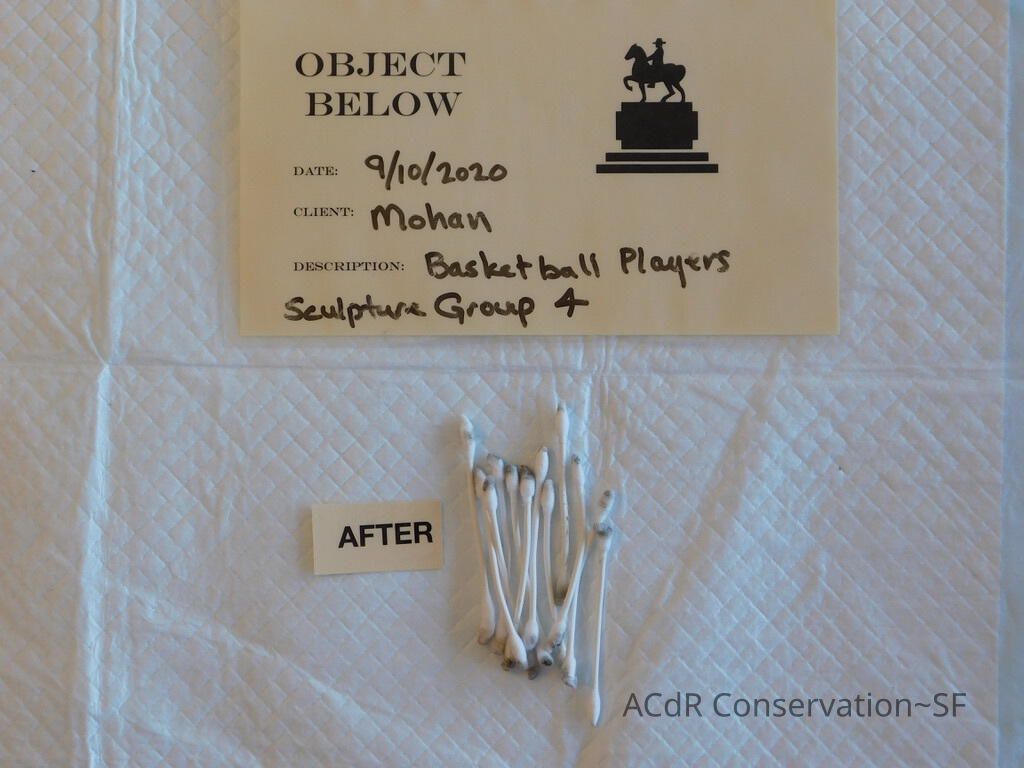 OBJECT
BELOW
DATE: 9/10/2020
CLIENT: Mohan
DESCRIPTION: Basketball Players
Sculpture Group 4
AFTER
ACdR Conservation~SF